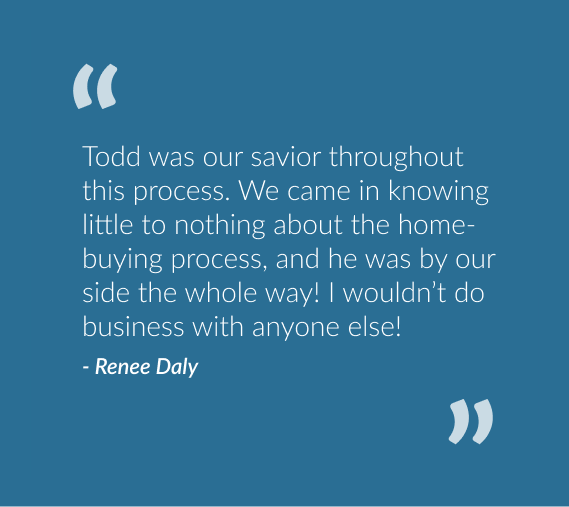 “
Todd was our savior throughout
this process. We came in knowing
little to nothing about the home-
buying process, and he was by our
side the whole way! I wouldn’t do
business with anyone else!
- Renee Daly
”